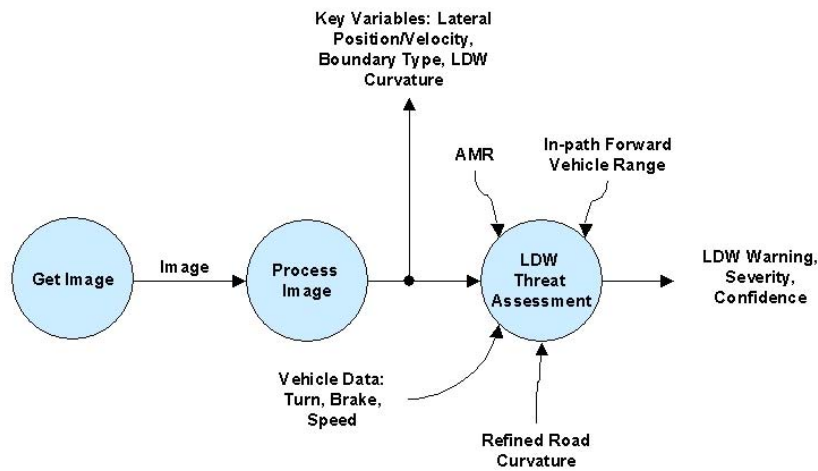 Key Variables: Lateral
Position/Velocity,
Boundary Type, LDW
Curvature
AMR
In-path Forward
Vehicle Range
Get Image
Image
Process
Image
LDW
Threat
Assessment
LDW Warning,
Severity,
Confidence
Vehicle Data:
Turn, Brake,
Speed
Refined Road
Curvature